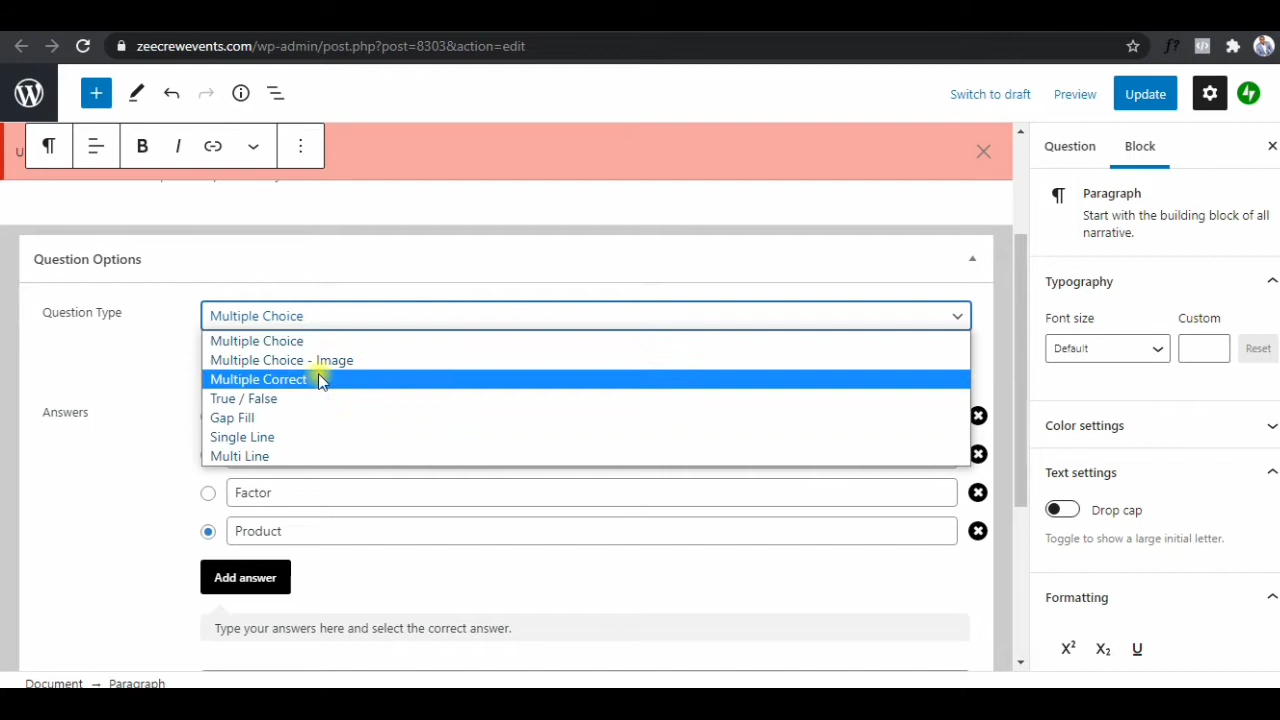 zeecrewevents.com/wp-admin/post.php?post=8303&action=edit
f?
Switch to draft
Preview
Update
U
B
I
Question
Block
Paragraph
Start with the building block of all
narrative.
Question Options
Typography
Question Type
Multiple Choice
Font size
Custom
Default
Reset
Multiple Choice
Multiple Choice - Image
Multiple Correct
True / False
Gap Fill
Single Line
Multi Line
Answers
Color settings
Text settings
Drop cap
Toggle to show a large initial letter.
Factor
Product
Add answer
Type your answers here and select the correct answer.
Formatting
X²
X₂
U
Document → Paragraph